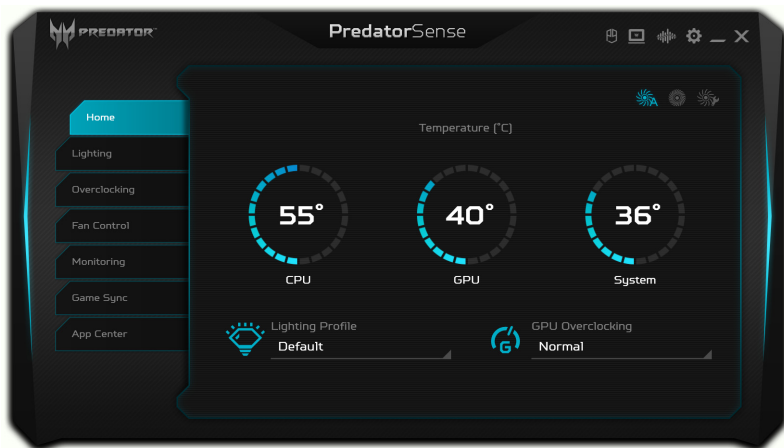 PREDATOR
PredatorSense
Home
Lighting
Overclocking
Fan Control
Monitoring
Game Sync
App Center
Temperature (°C)
55°
40°
36°
CPU
GPU
System
Lighting Profile
Default
GPU Overclocking
Normal
A
G